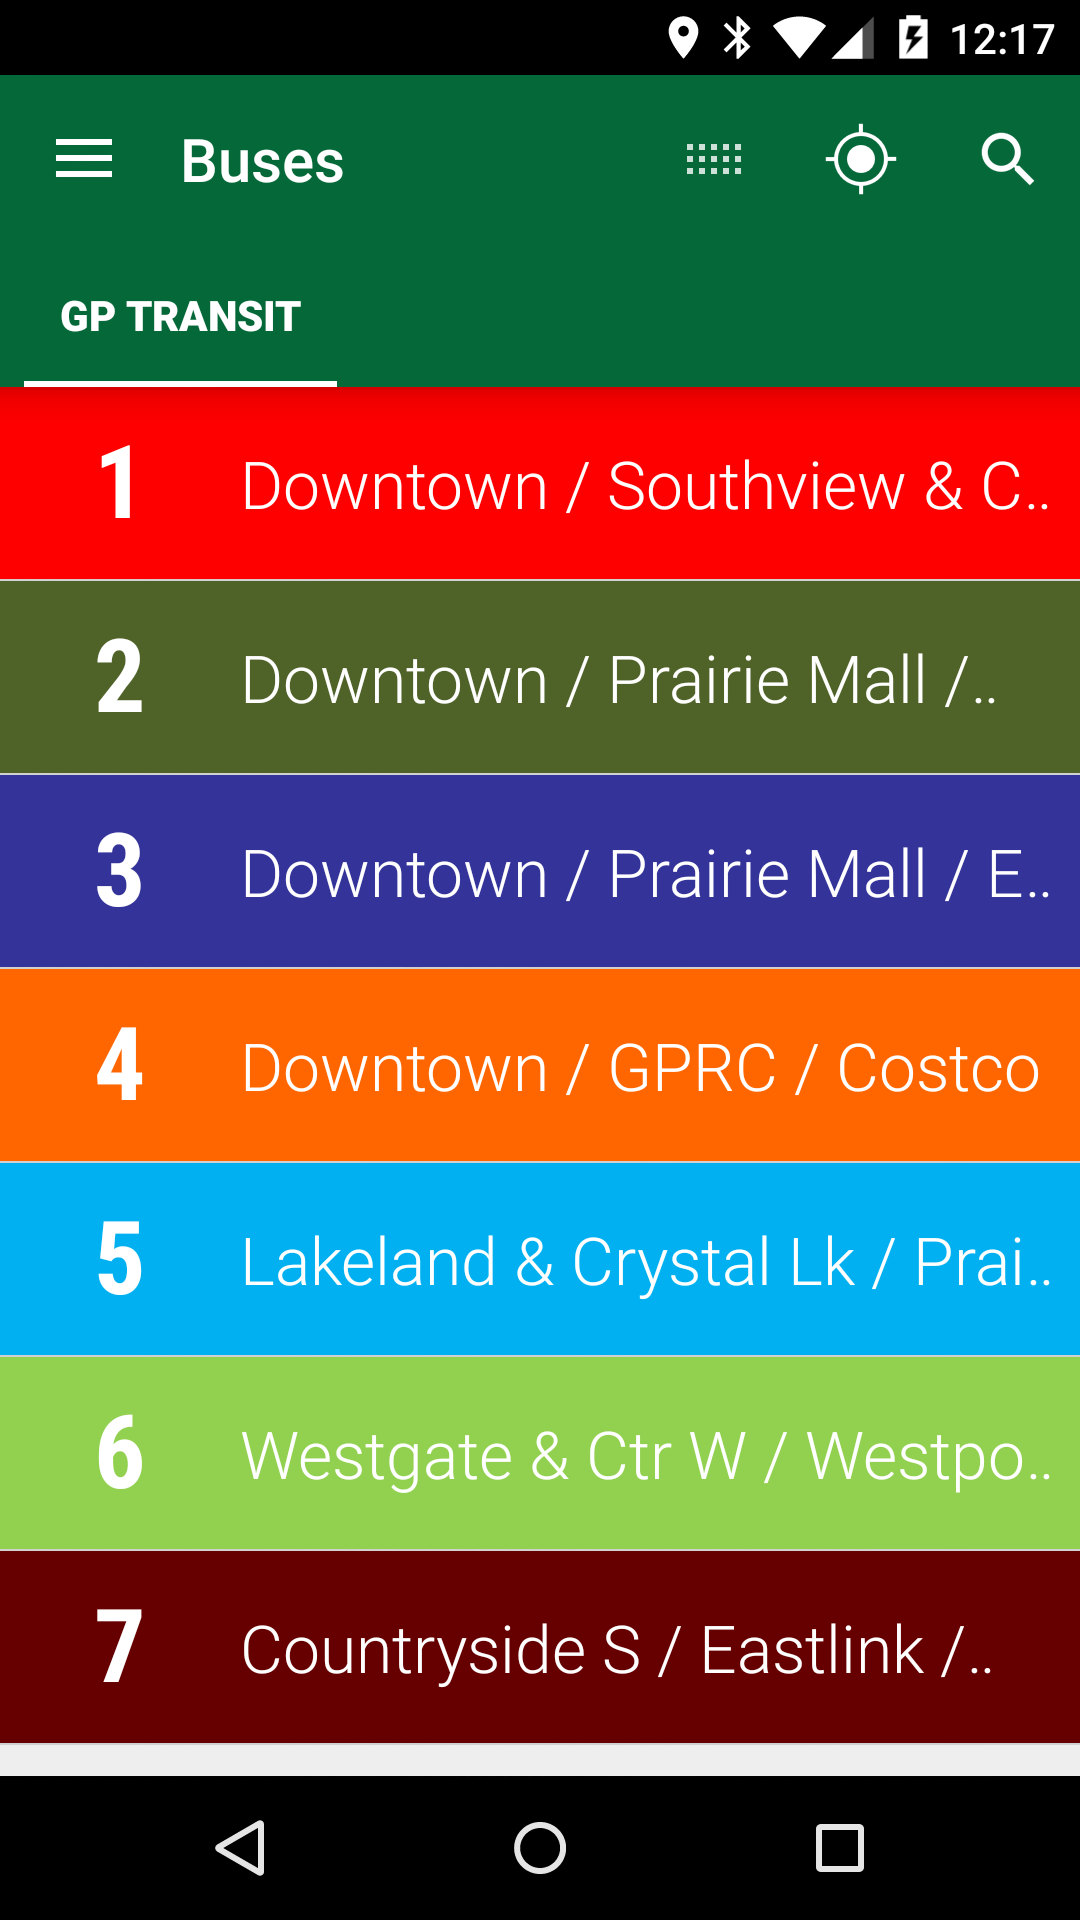 12:17
Buses
GP TRANSIT
1 Downtown / Southview & C..
2 Downtown / Prairie Mall /..
3 Downtown / Prairie Mall / E..
4 Downtown / GPRC / Costco
5 Lakeland & Crystal Lk / Prai..
6 Westgate & Ctr W / Westpo..
7 Countryside S / Eastlink /..